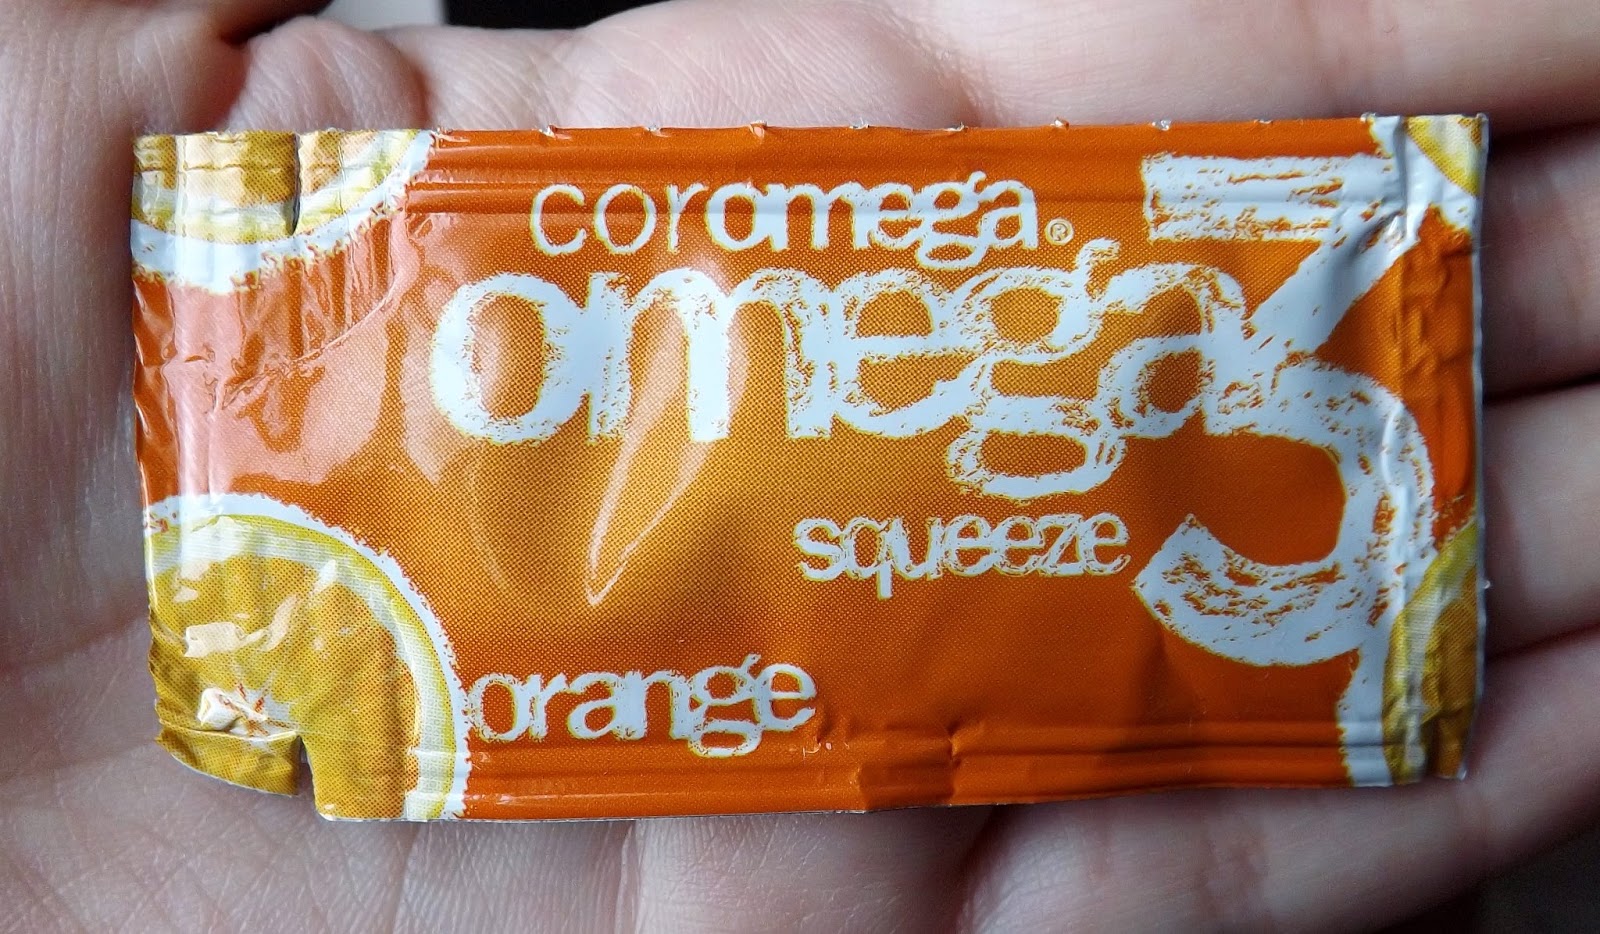 coromega®
omega3
squeeze
orange